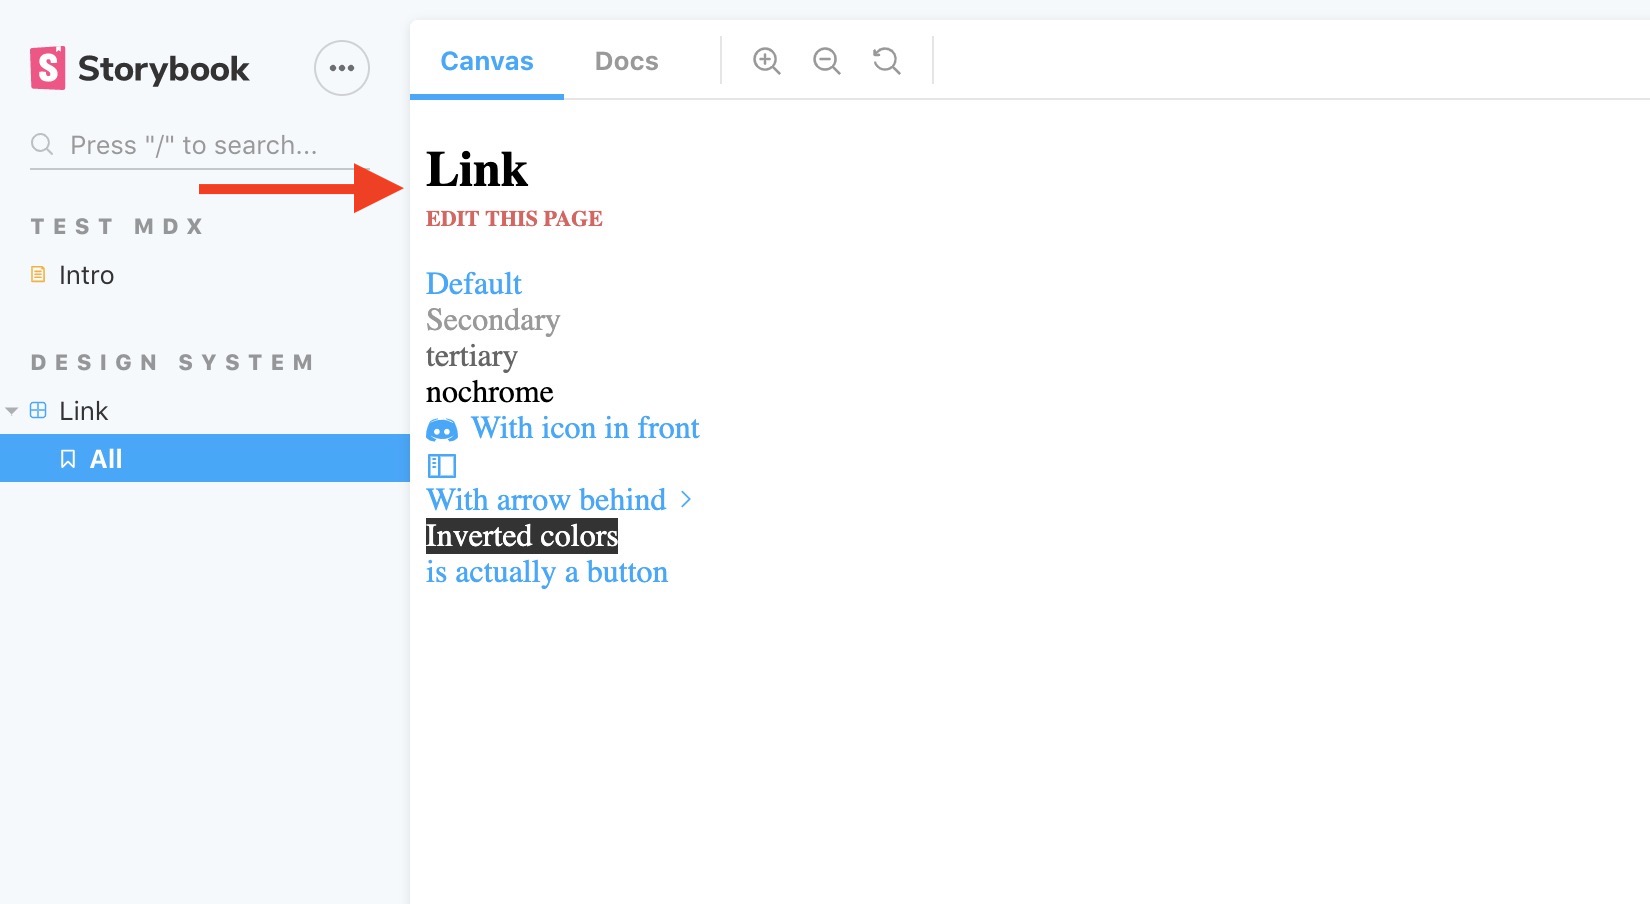 Storybook
Press "/" to search...
TEST MDX
Intro
DESIGN SYSTEM
Link
All
Canvas
Docs
Link
EDIT THIS PAGE
Default
Secondary
tertiary
nochrome
With icon in front
With arrow behind
Inverted colors
is actually a button